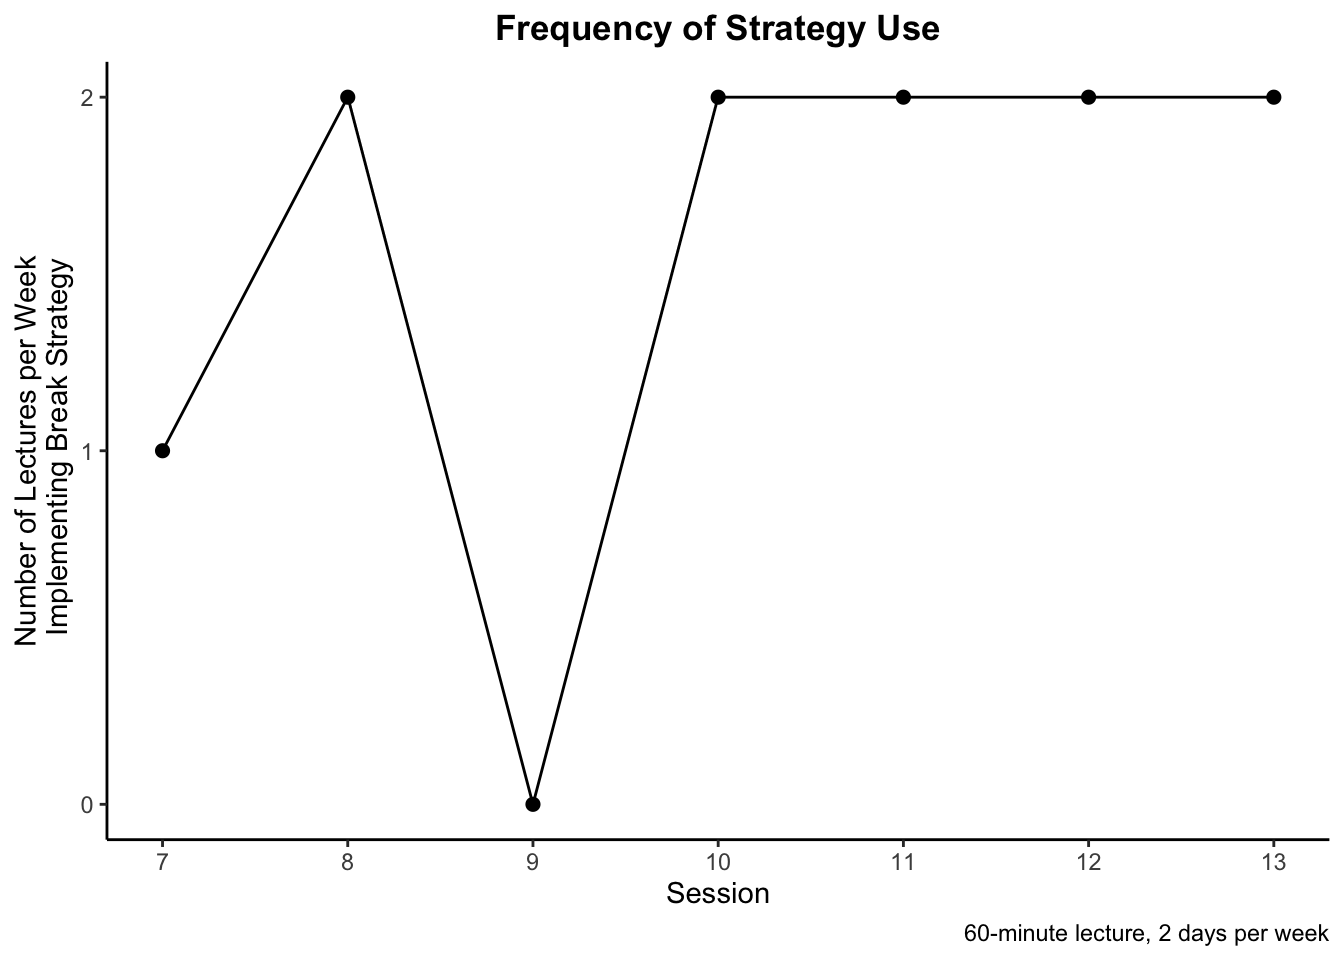 Frequency of Strategy Use
Number of Lectures per Week
Implementing Break Strategy
2
1
0
7 8 9 10 11 12 13
Session
60-minute lecture, 2 days per week